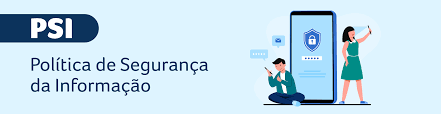 PSI
Política de Segurança
da Informação